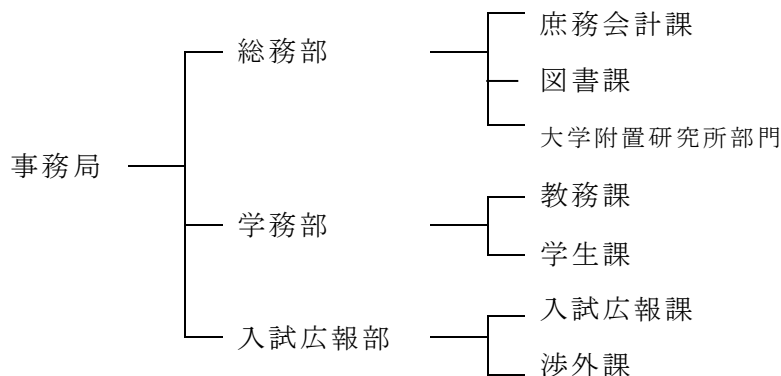 庶務会計課
総務部
図書課
大学附置研究所部門
事務局
教務課
学務部
学生課
入試広報課
入試広報部
渉外課